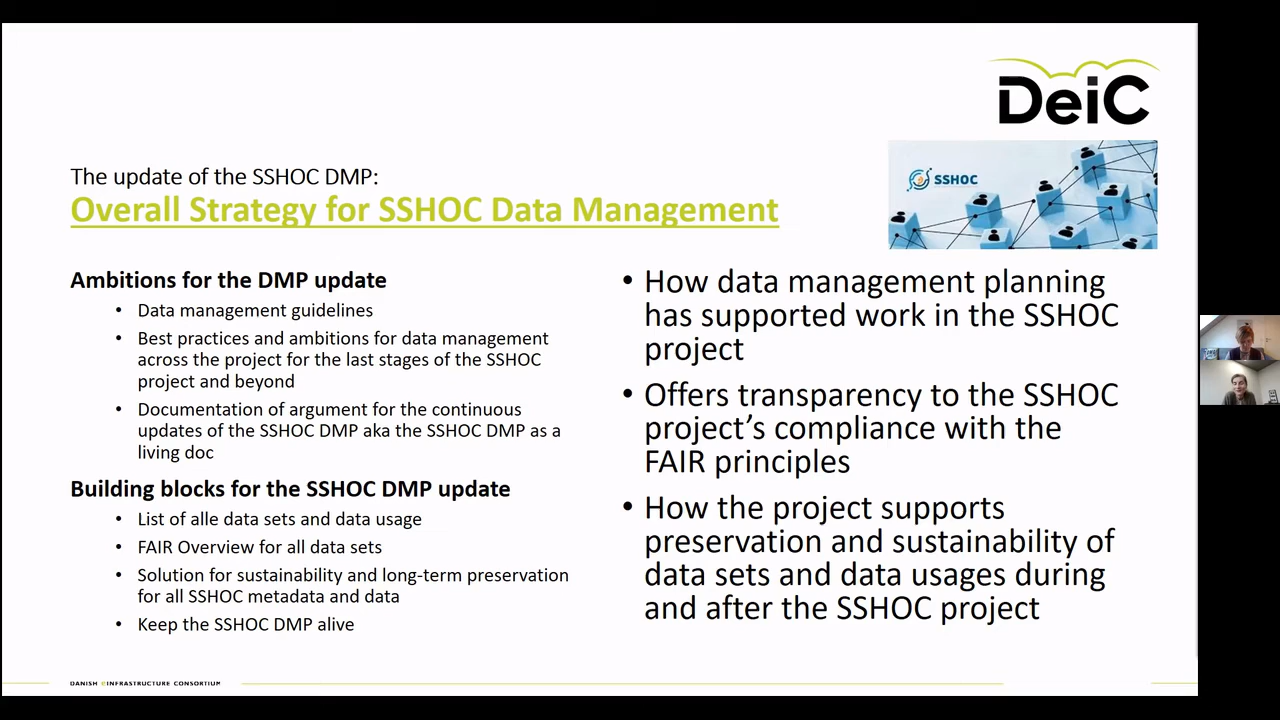 DeiC
SSHOC
The update of the SSHOC DMP:
Overall Strategy for SSHOC Data Management
Ambitions for the DMP update
• Data management guidelines
• Best practices and ambitions for data management
across the project for the last stages of the SSHOC
project and beyond
• Documentation of argument for the continuous
updates of the SSHOC DMP aka the SSHOC DMP as a
living doc
Building blocks for the SSHOC DMP update
• List of alle data sets and data usage
• FAIR Overview for all data sets
• Solution for sustainability and long-term preservation
for all SSHOC metadata and data
• Keep the SSHOC DMP alive
• How data management planning
has supported work in the SSHOC
project
• Offers transparency to the SSHOC
project’s compliance with the
FAIR principles
• How the project supports
preservation and sustainability of
data sets and data usages during
and after the SSHOC project
DANISH EINFRASTRUCTURE CONSORTIUM